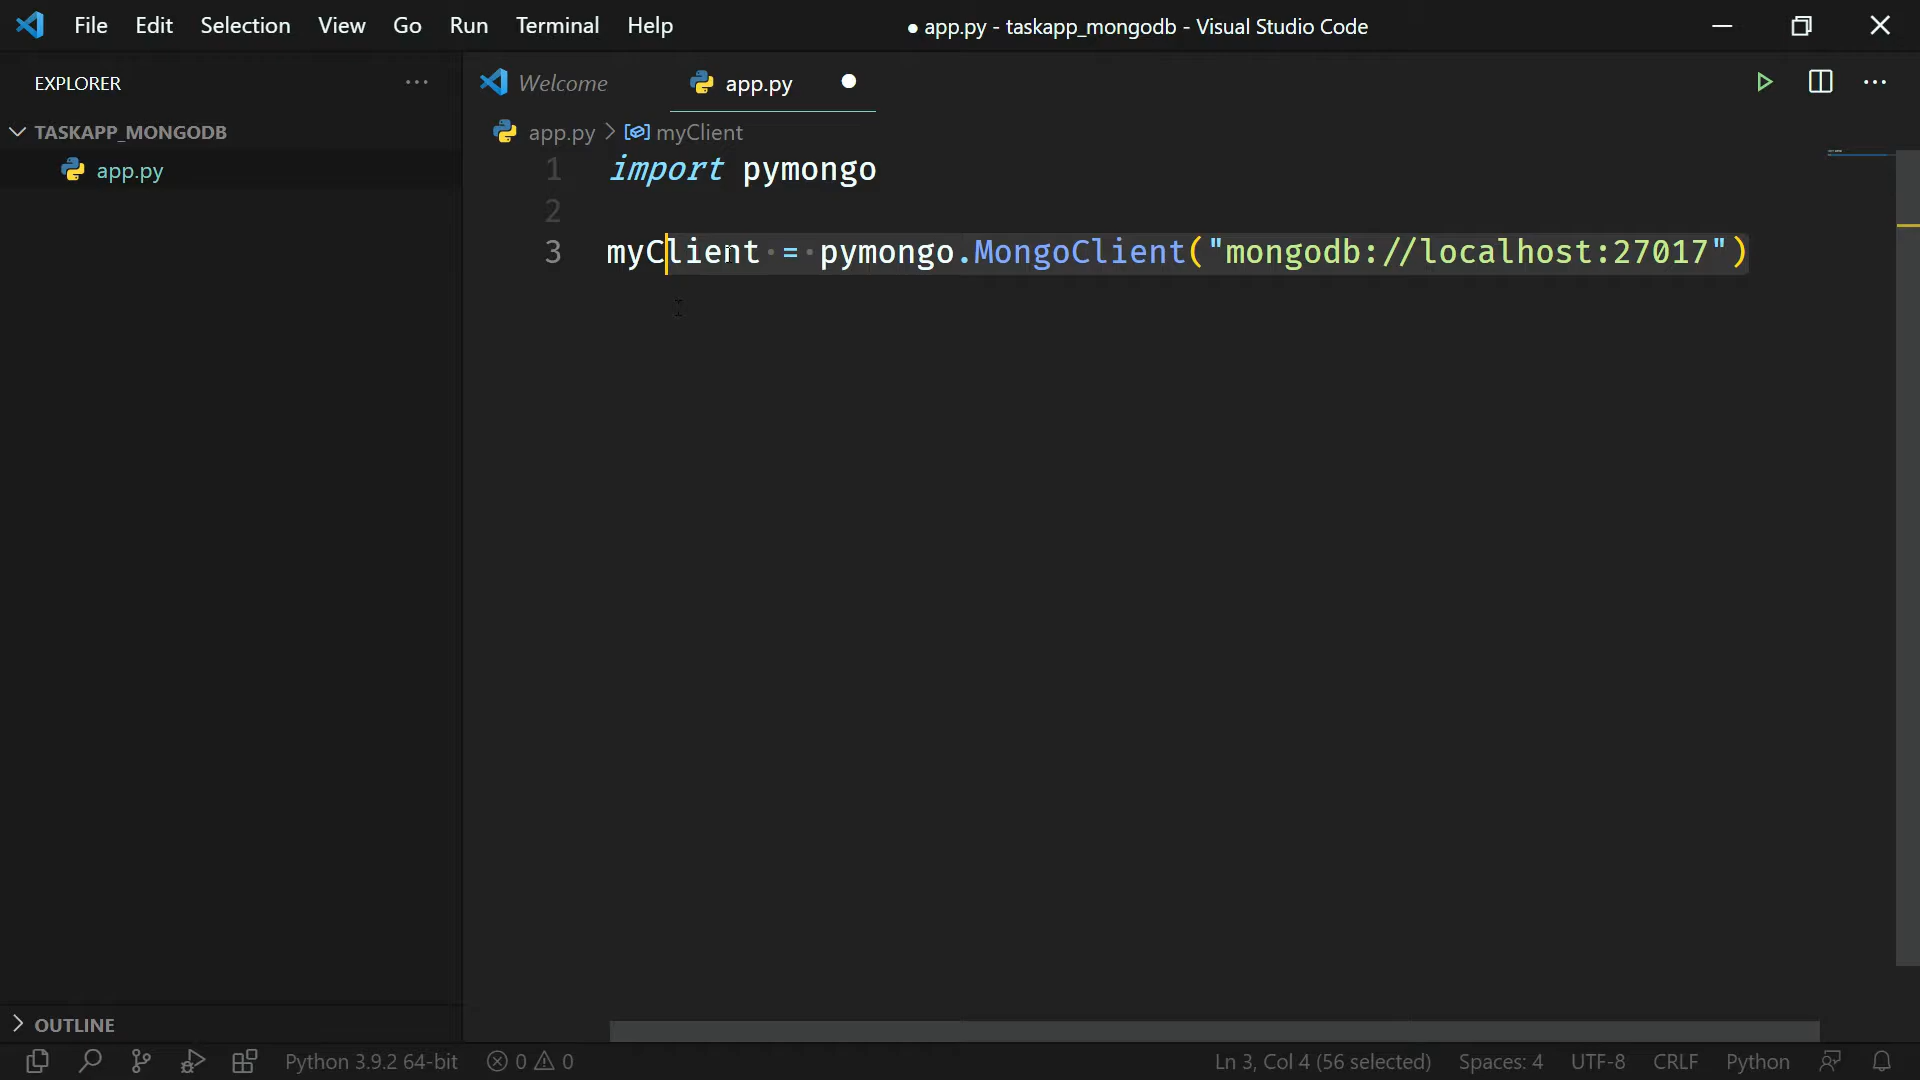 File Edit Selection View Go Run Terminal Help
● app.py - taskapp_mongodb - Visual Studio Code
EXPLORER
Welcome
app.py
TASKAPP_MONGODB
app.py > myClient
app.py
1 import pymongo
2
3 myClient = pymongo.MongoClient("mongodb://localhost:27017")
OUTLINE
Python 3.9.2 64-bit 0 0 Ln 3, Col 4 (56 selected) Spaces: 4 UTF-8 CRLF Python